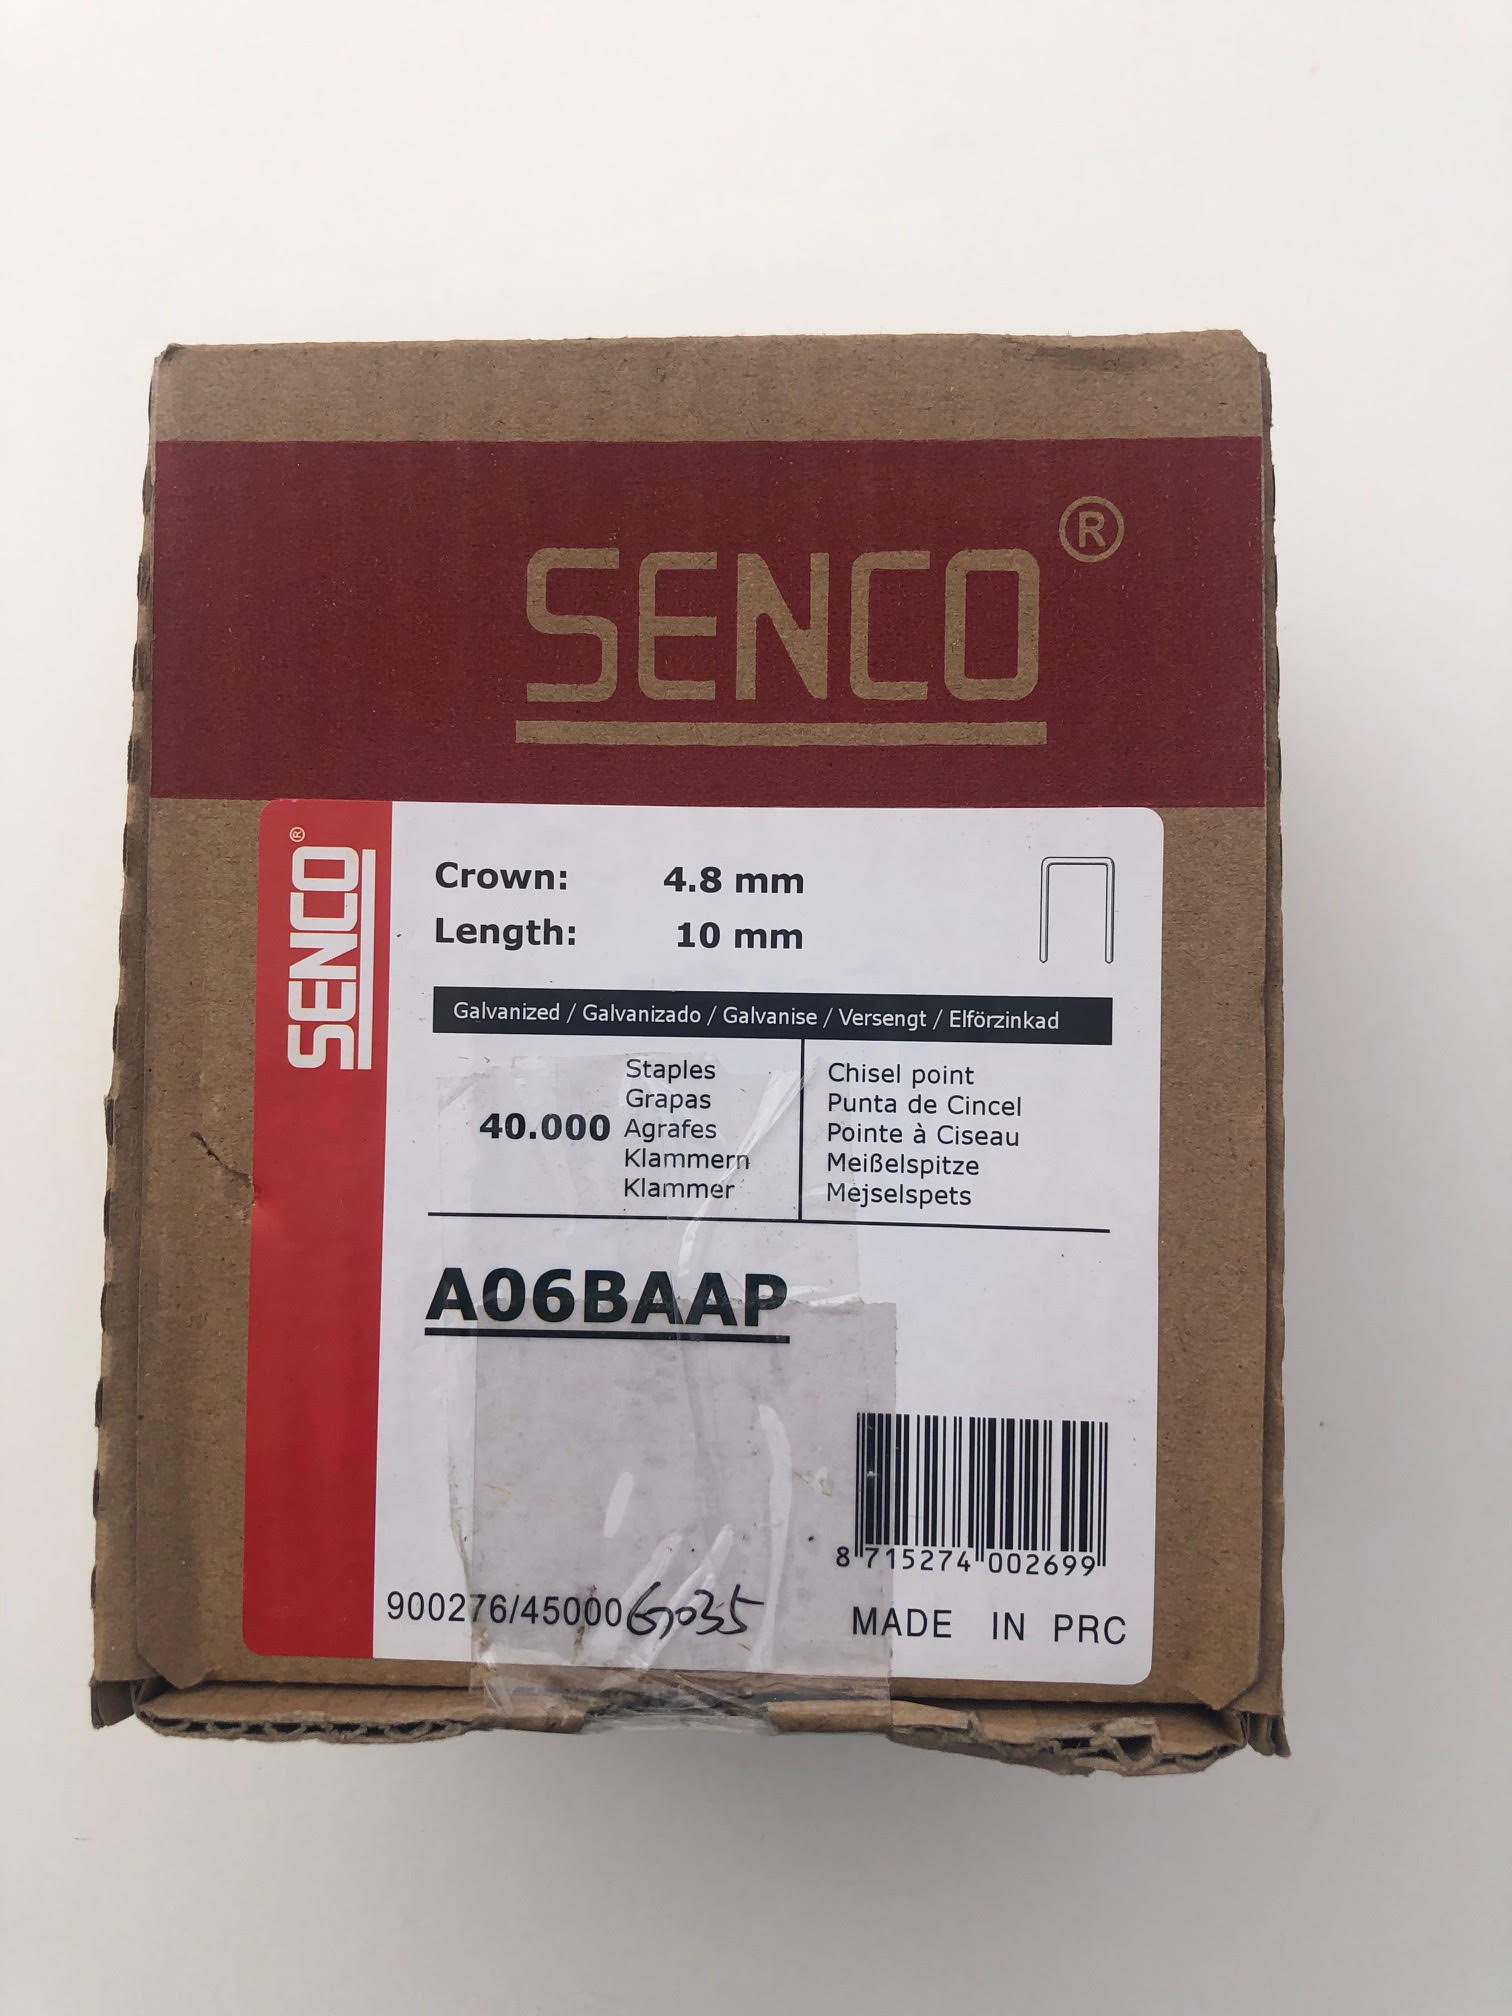 SENCO®
SENCO®
Crown: 4.8 mm
Length: 10 mm
Galvanized / Galvanizado / Galvanise / Versengt / Elförzinkad
40.000
Staples
Grapas
Agrafes
Klammern
Klammer
Chisel point
Punta de Cincel
Pointe à Ciseau
Meißelspitze
Mejselspets
A06BAAP
8 715274 002699
900276/45000 G035
MADE IN PRC